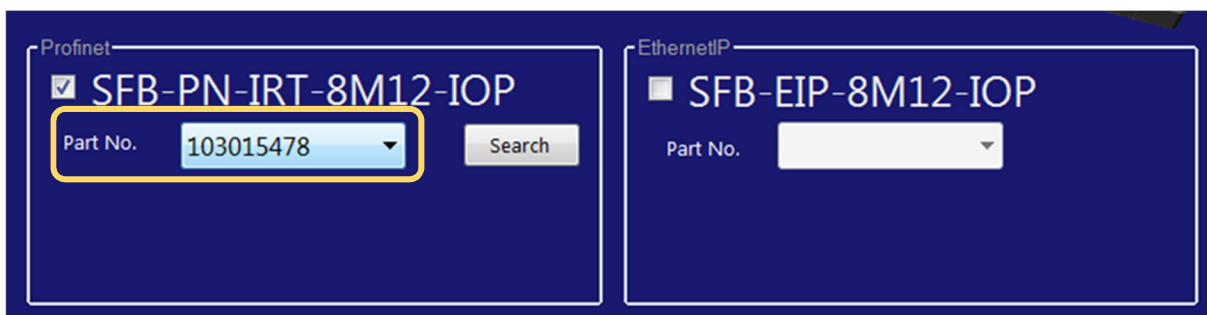 Profinet
SFB-PN-IRT-8M12-IOP
Part No. 103015478 Search
EthernetIP
SFB-EIP-8M12-IOP
Part No.